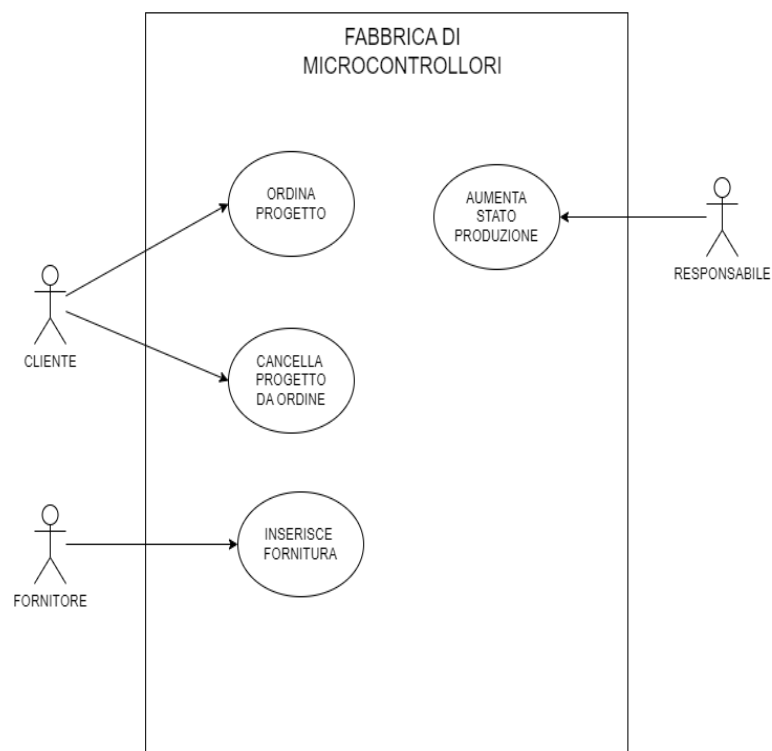 FABBRICA DI
MICROCONTROLLORI
ORDINA
PROGETTO
AUMENTA
STATO
PRODUZIONE
RESPONSABILE
CLIENTE
CANCELLA
PROGETTO
DA ORDINE
INSERISCE
FORNITURA
FORNITORE